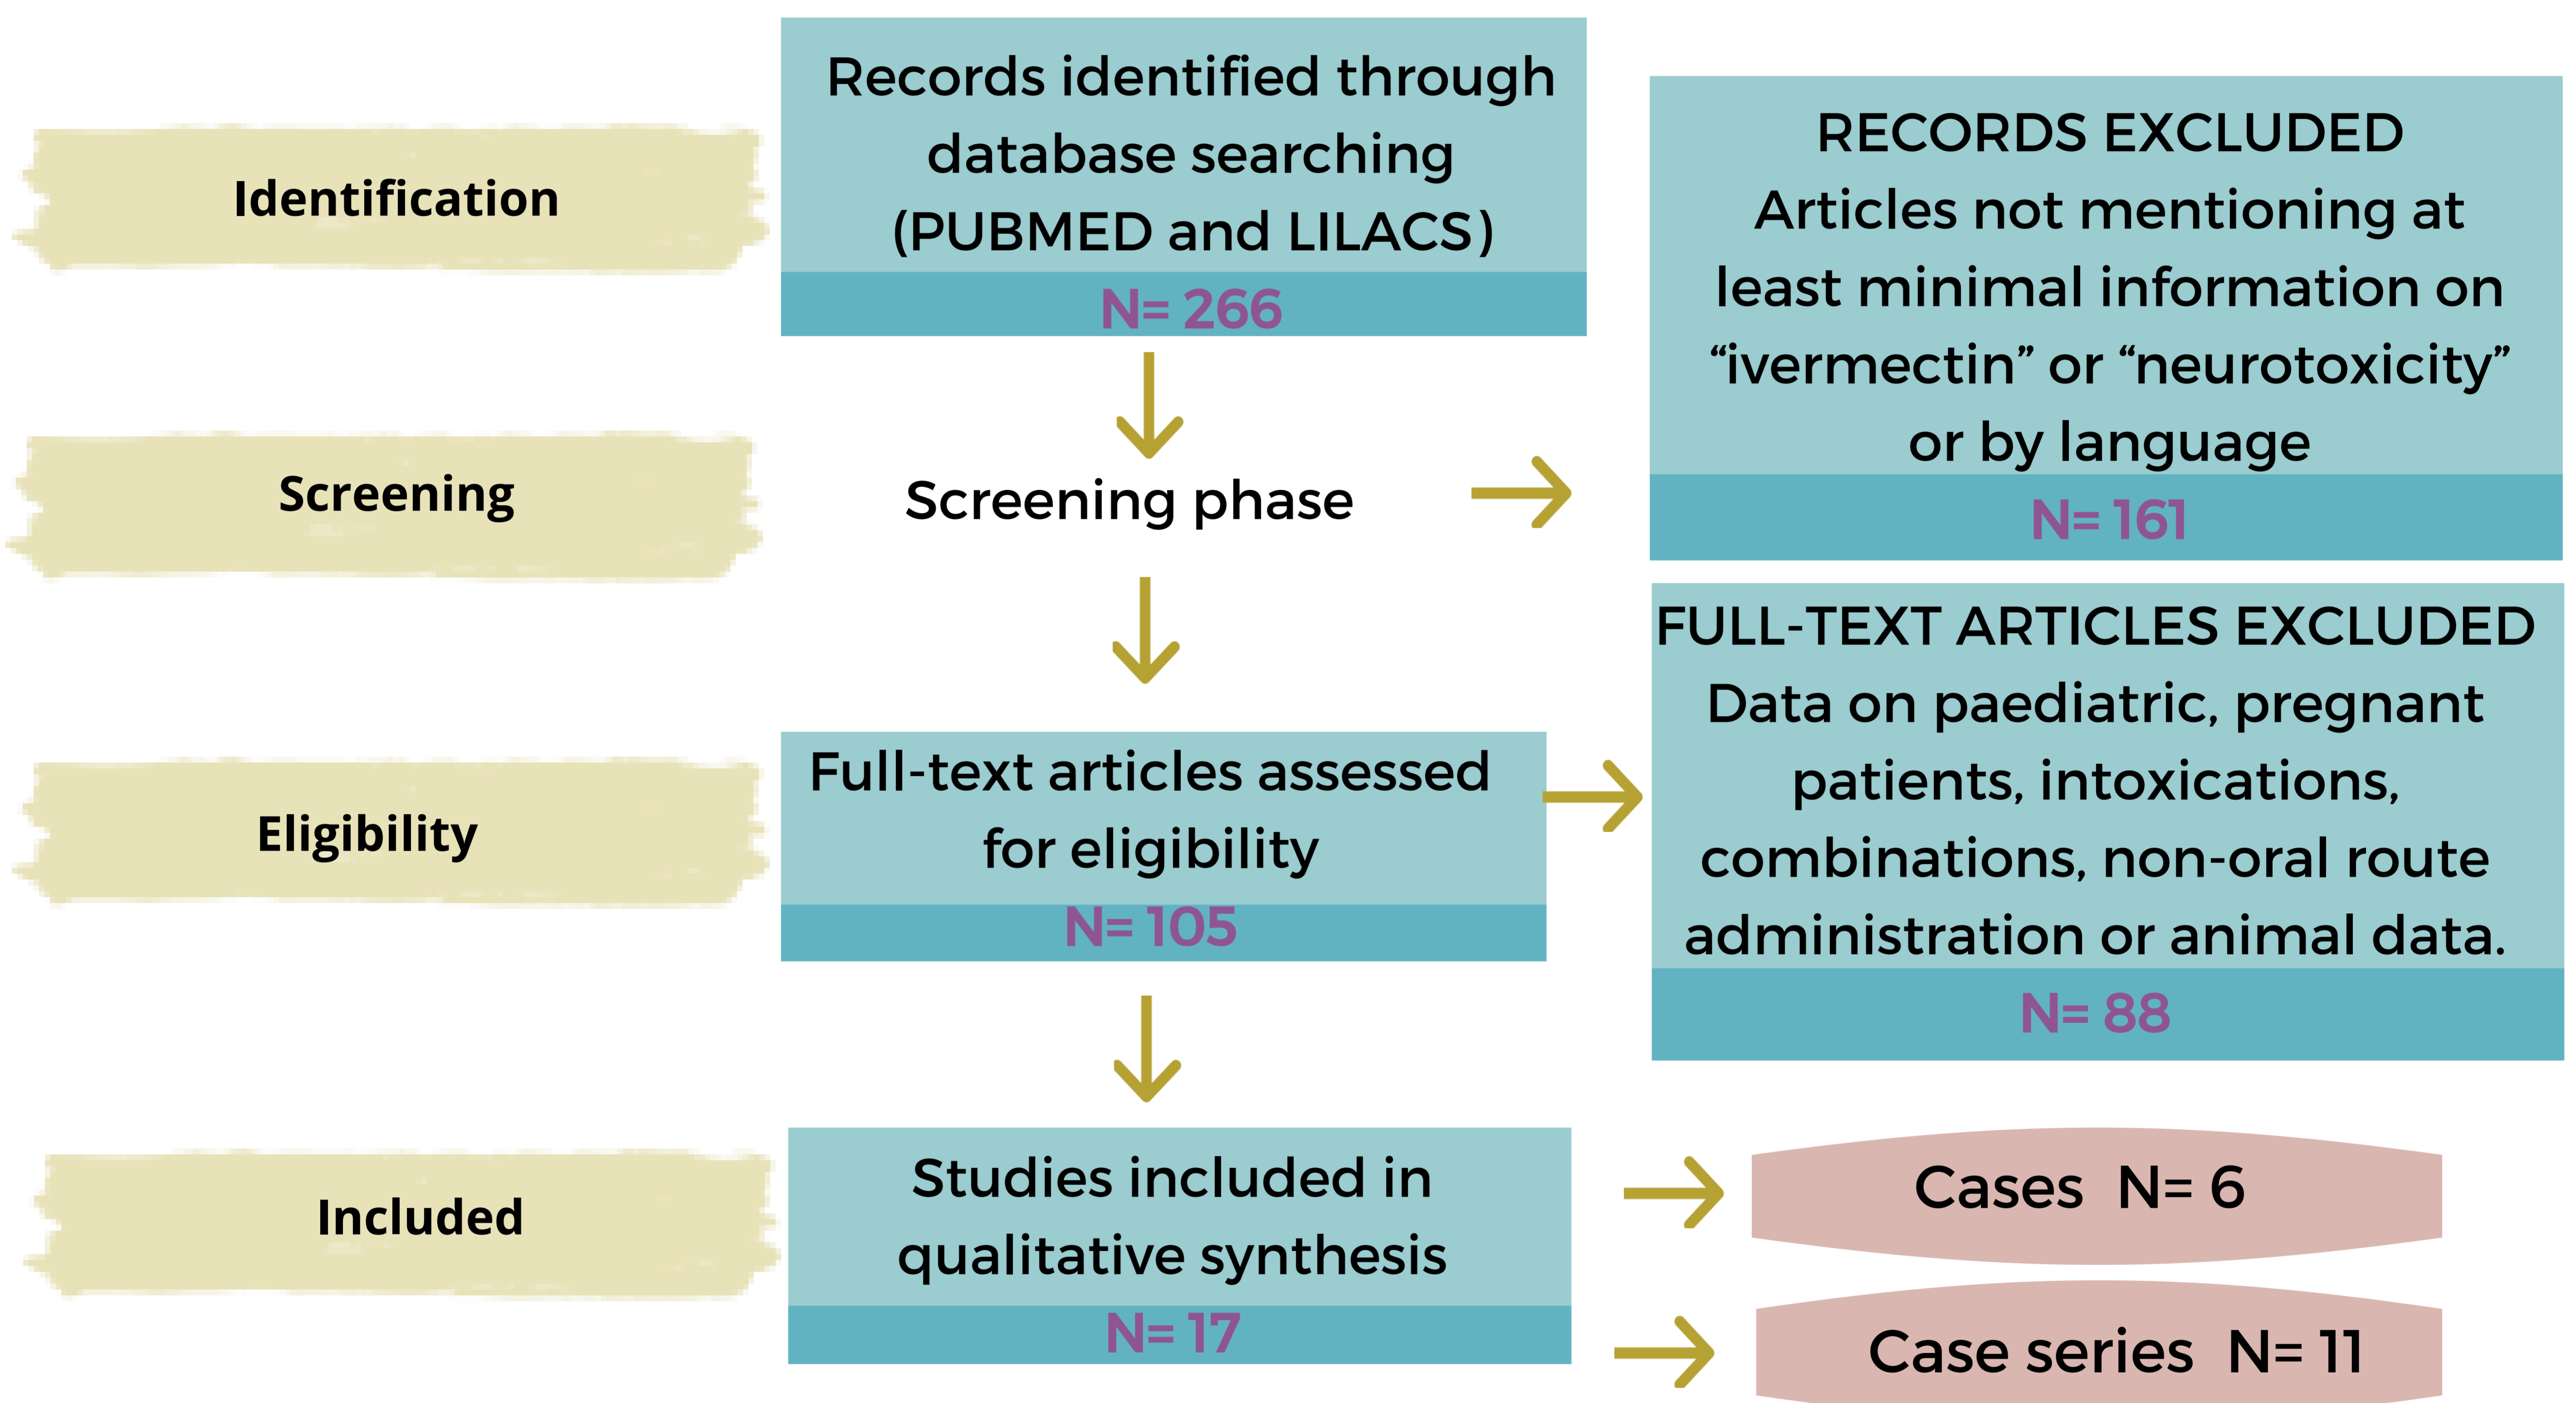 Identification
Records identified through
database searching
(PUBMED and LILACS)
N= 266
RECORDS EXCLUDED
Articles not mentioning at
least minimal information on
“ivermectin” or “neurotoxicity”
or by language
N= 161
Screening
Screening phase
Eligibility
Full-text articles assessed
for eligibility
N= 105
FULL-TEXT ARTICLES EXCLUDED
Data on paediatric, pregnant
patients, intoxications,
combinations, non-oral route
administration or animal data.
N= 88
Included
Studies included in
qualitative synthesis
N= 17
Cases N= 6
Case series N= 11